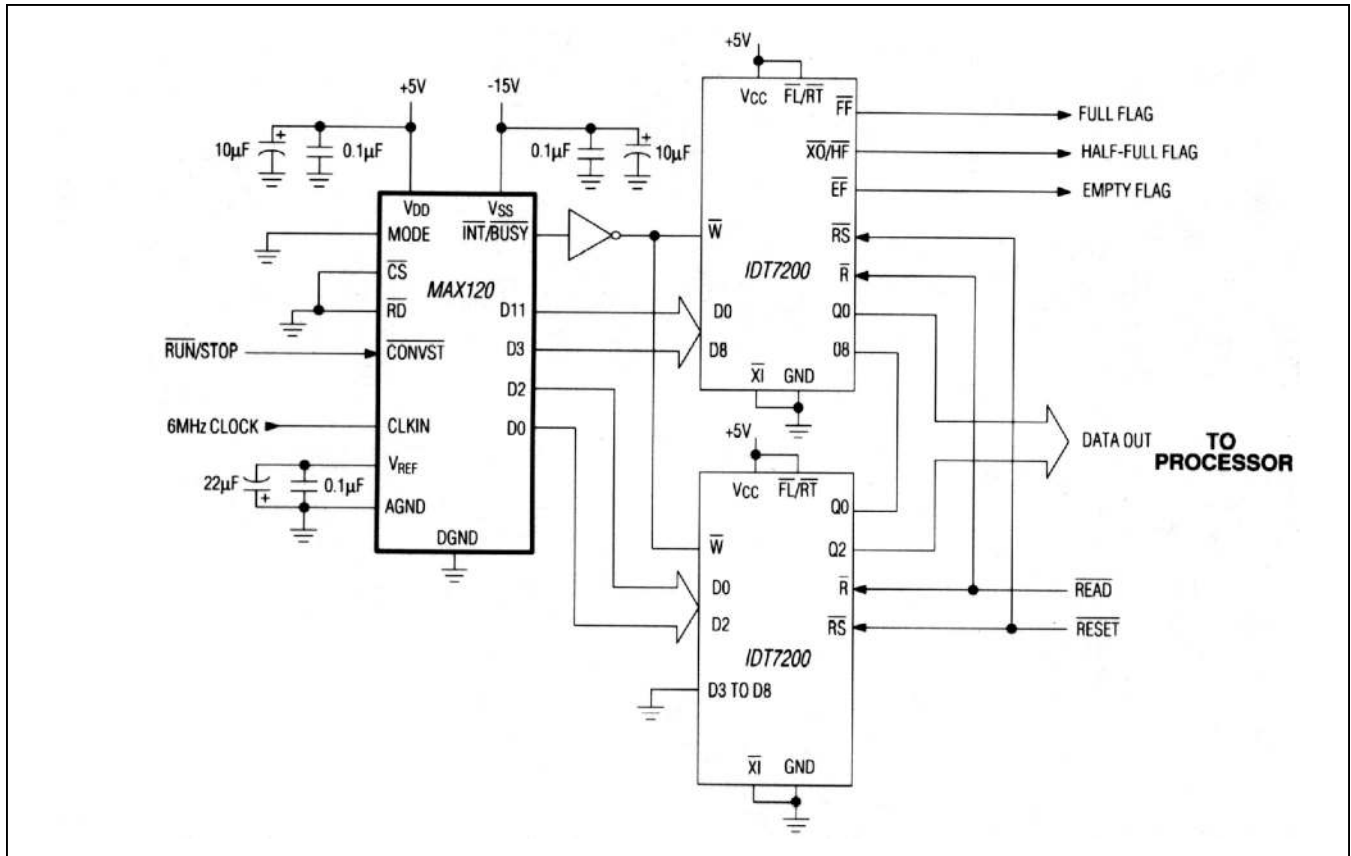 +5V
-15V
10µF
0.1µF
0.1µF
10µF
VDD
VSS
MODE
INT/BUSY
CS
RD
MAX120
D11
D3
D2
D0
RUN/STOP
CONVST
6MHz CLOCK
CLKIN
VREF
22µF
0.1µF
AGND
DGND
+5V
VCC
FL/RT
FF
FULL FLAG
XO/HF
HALF-FULL FLAG
EF
EMPTY FLAG
W
RS
IDT7200
R
D0
Q0
D8
Q8
XI
GND
+5V
DATA OUT
TO
PROCESSOR
VCC
FL/RT
Q0
W
Q2
D0
R
READ
D2
RS
RESET
IDT7200
D3 TO D8
XI
GND